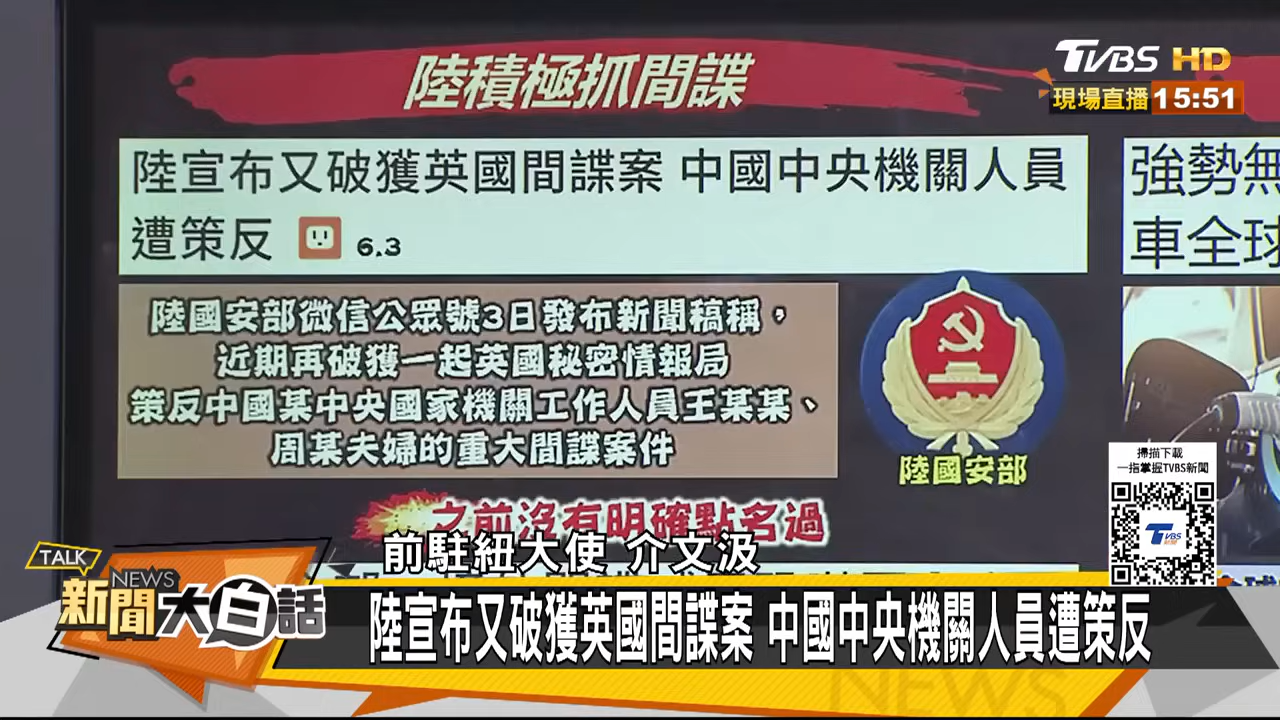 陸積極抓間諜
TVBS HD
現場直播 15:51
陸宣布又破獲英國間諜案 中國中央機關人員
遭策反 6.3
強勢無
車全球
陸國安部微信公眾號3日發布新聞稿稱，
近期再破獲一起英國秘密情報局
策反中國某中央國家機關工作人員王某某、
周某夫婦的重大間諜案件
陸國安部
掃描下載
一指掌握TVBS新聞
TVBS
之前沒有明確點名過
前駐紐大使 介文汲
TALK
NEWS
新聞大白話
陸宣布又破獲英國間諜案 中國中央機關人員遭策反
NEWS